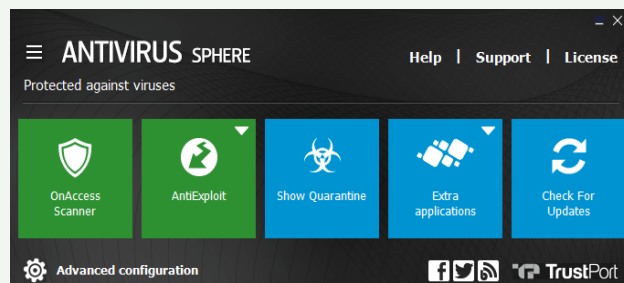 ANTIVIRUS SPHERE
Help | Support | License
Protected against viruses
OnAccess
Scanner
AntiExploit
Show Quarantine
Extra
applications
Check For
Updates
Advanced configuration
TrustPort